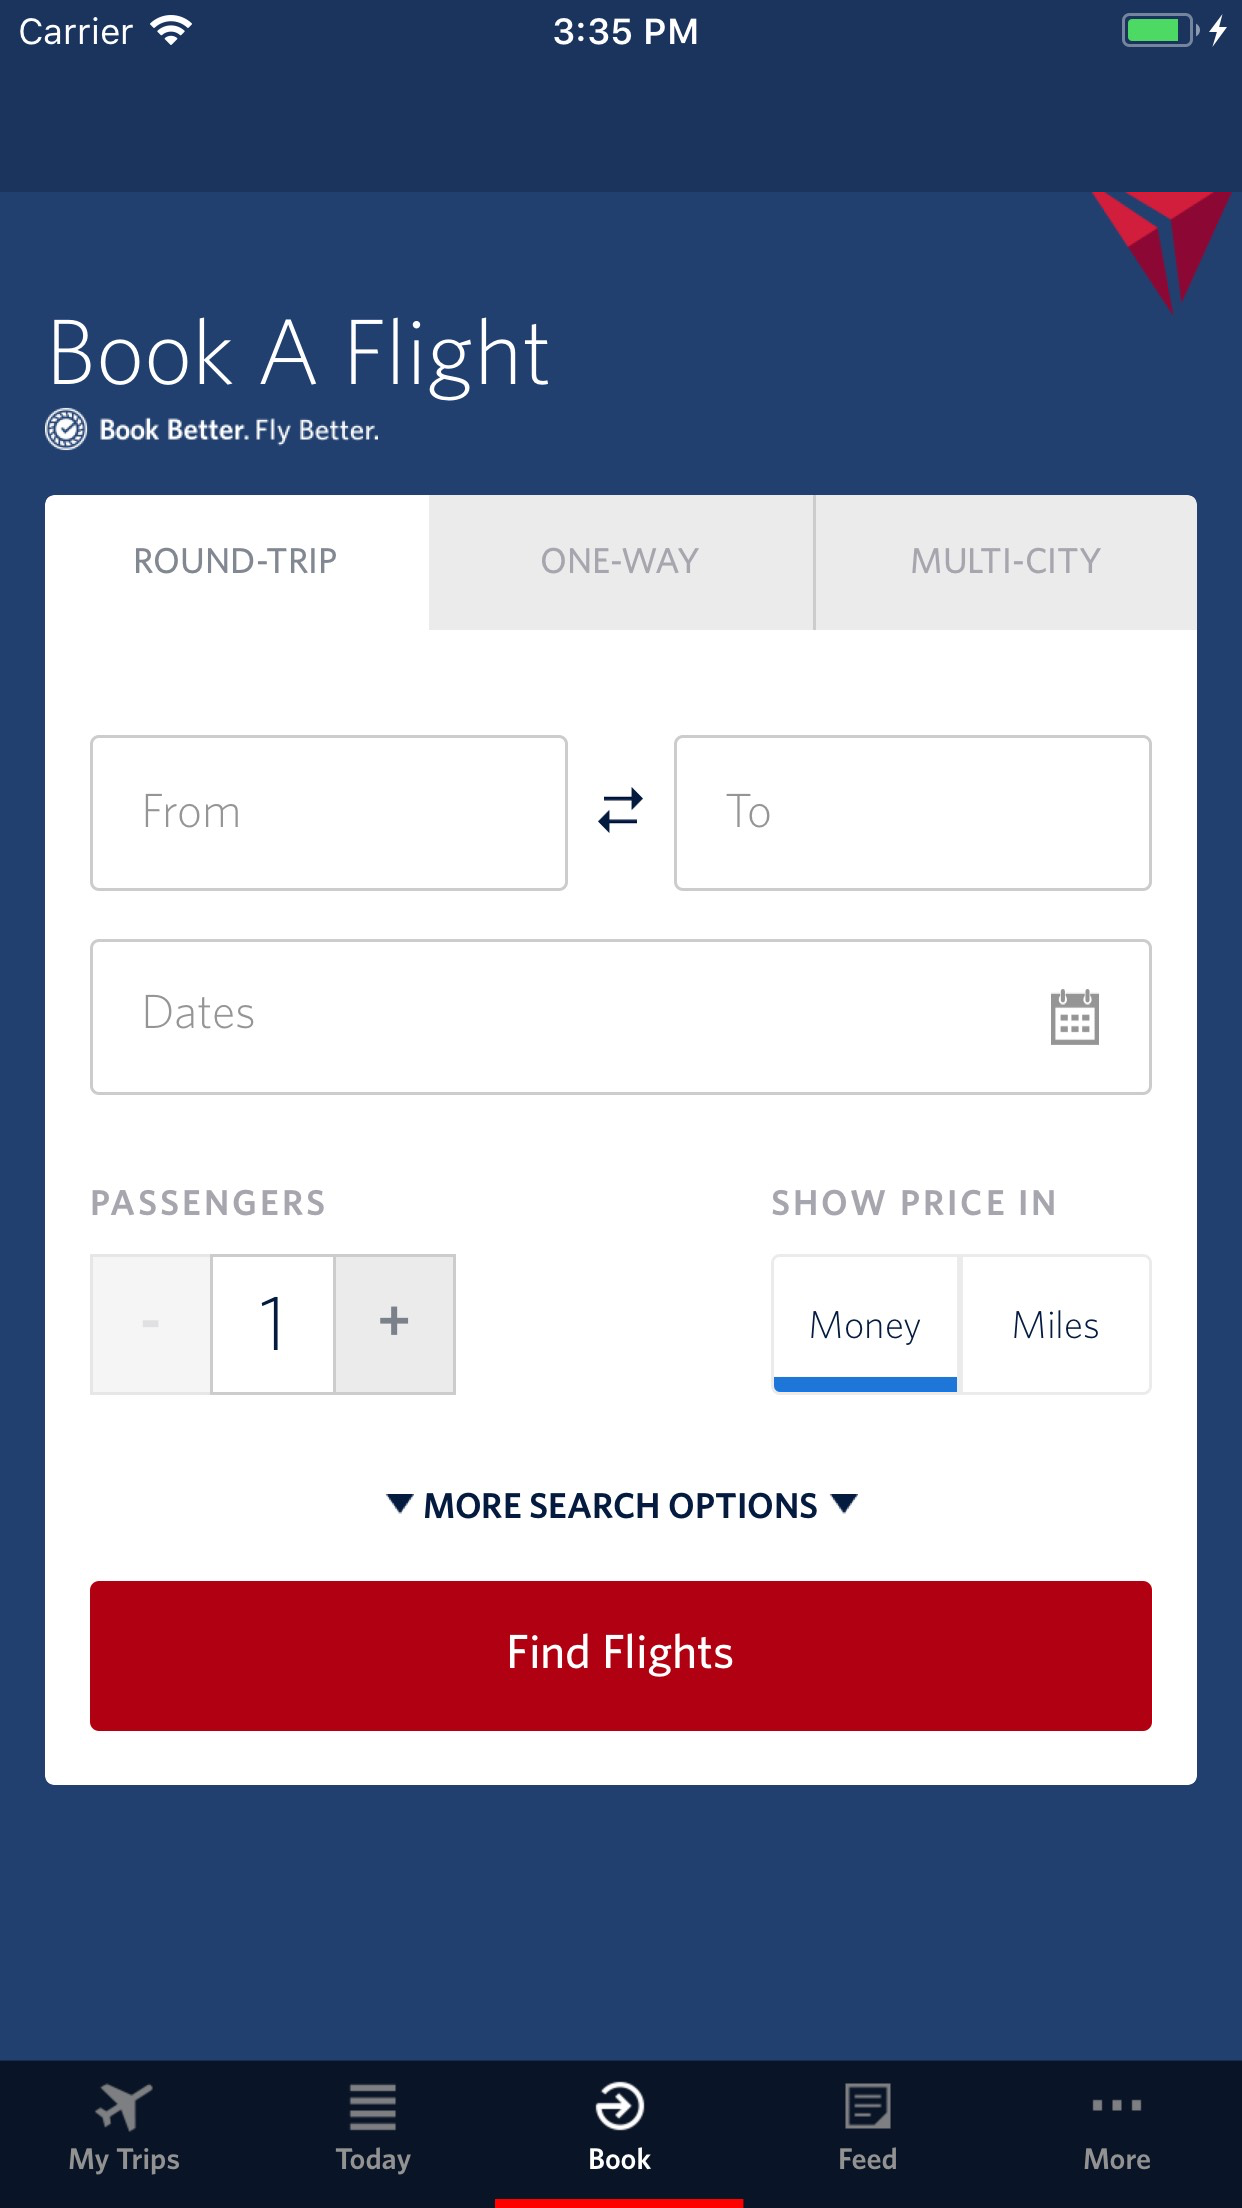 Carrier 3:35 PM
Book A Flight
Book Better. Fly Better.
ROUND-TRIP ONE-WAY MULTI-CITY
From To
Dates
PASSENGERS SHOW PRICE IN
- 1 + Money Miles
MORE SEARCH OPTIONS
Find Flights
My Trips Today Book Feed More